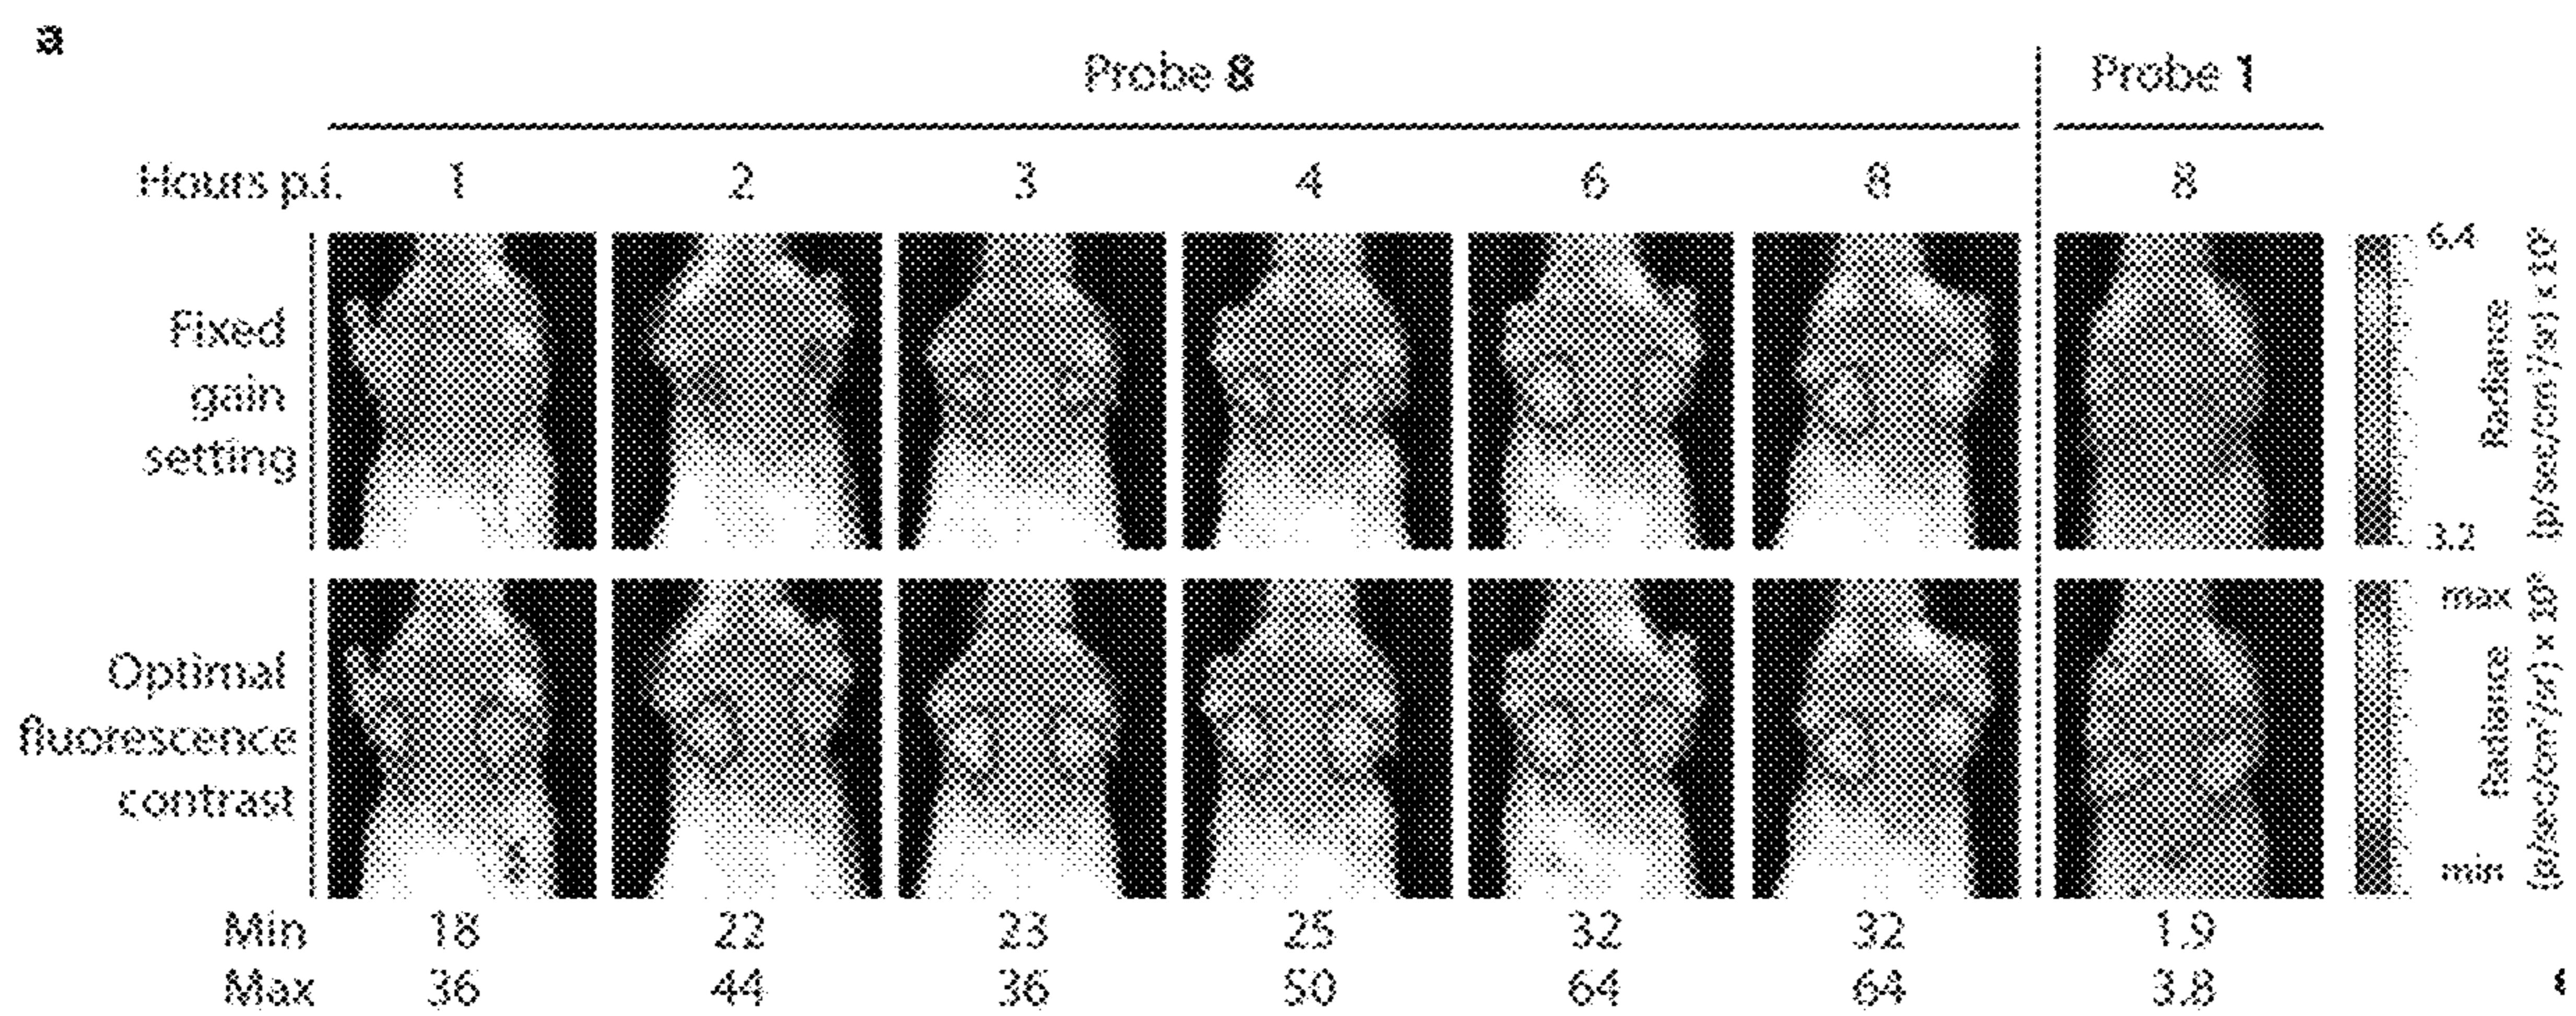 a
Probe 8
Probe 1
Hours p.i. 1 2 3 4 6 8 8
Fixed
gain
setting
6.4
3.2
Radiance
Optimal
fluorescence
contrast
max
min
Radiance
Min 18 22 23 25 32 32 1.9
Max 36 44 36 50 64 64 3.8